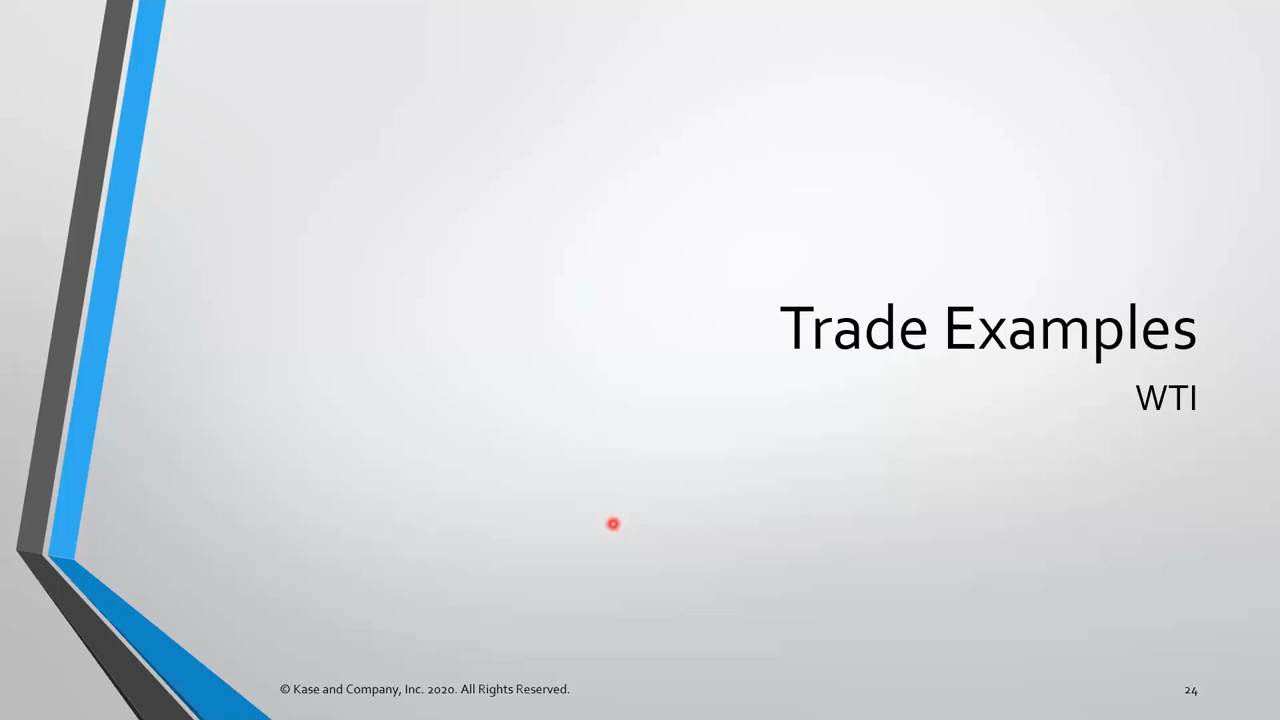 Trade Examples
WTI
© Kase and Company, Inc. 2020. All Rights Reserved.
24